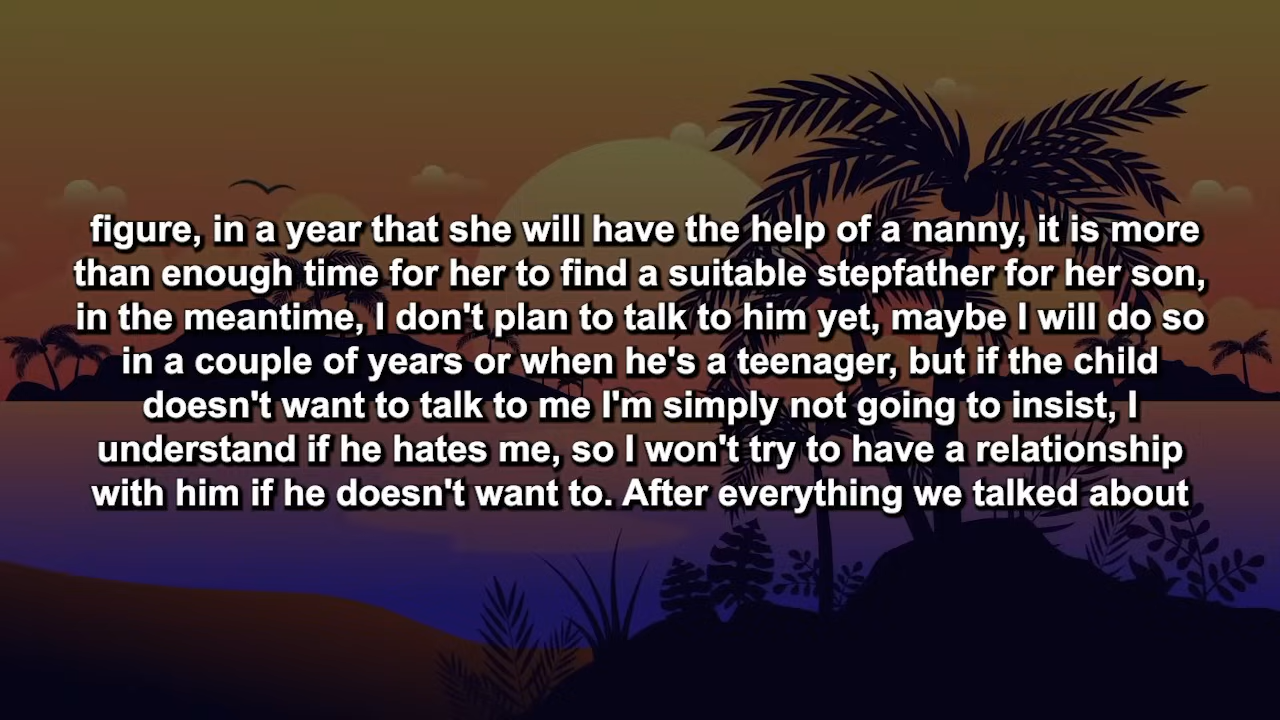 figure, in a year that she will have the help of a nanny, it is more
than enough time for her to find a suitable stepfather for her son,
in the meantime, I don't plan to talk to him yet, maybe I will do so
in a couple of years or when he's a teenager, but if the child
doesn't want to talk to me I'm simply not going to insist, I
understand if he hates me, so I won't try to have a relationship
with him if he doesn't want to. After everything we talked about